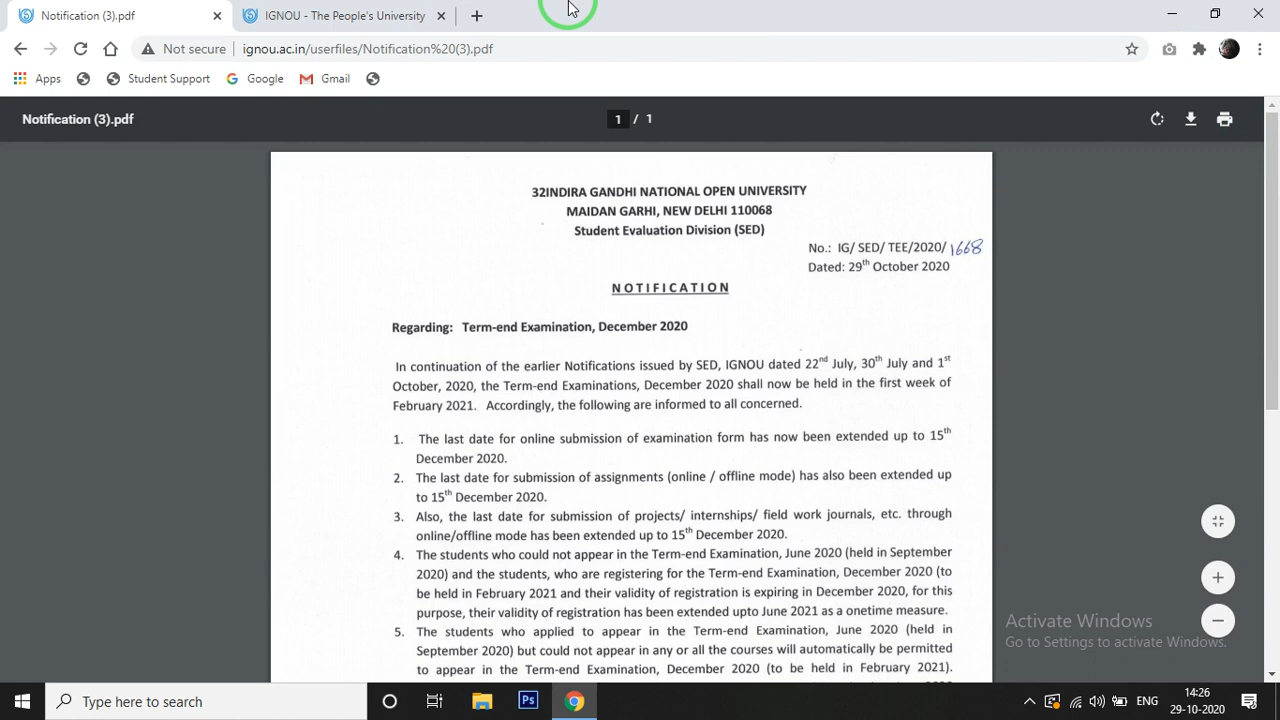 Notification (3).pdf
IGNOU - The People's University
Not secure
ignou.ac.in/userfiles/Notification%20(3).pdf
Apps
Student Support
Google
Gmail
Notification (3).pdf
1 / 1
32INDIRA GANDHI NATIONAL OPEN UNIVERSITY
MAIDAN GARHI, NEW DELHI 110068
Student Evaluation Division (SED)
No.: IG/ SED/ TEE/2020/ 1668
Dated: 29th October 2020
NOTIFICATION
Regarding: Term-end Examination, December 2020
In continuation of the earlier Notifications issued by SED, IGNOU dated 22nd July, 30th July and 1st
October, 2020, the Term-end Examinations, December 2020 shall now be held in the first week of
February 2021. Accordingly, the following are informed to all concerned.
1. The last date for online submission of examination form has now been extended up to 15th
December 2020.
2. The last date for submission of assignments (online / offline mode) has also been extended up
to 15th December 2020.
3. Also, the last date for submission of projects/ internships/ field work journals, etc. through
online/offline mode has been extended up to 15th December 2020.
4. The students who could not appear in the Term-end Examination, June 2020 (held in September
2020) and the students, who are registering for the Term-end Examination, December 2020 (to
be held in February 2021 and their validity of registration is expiring in December 2020, for this
purpose, their validity of registration has been extended upto June 2021 as a onetime measure.
5. The students who applied to appear in the Term-end Examination, June 2020 (held in
September 2020) but could not appear in any or all the courses will automatically be permitted
to appear in the Term-end Examination, December 2020 (to be held in February 2021).
Activate Windows
Go to Settings to activate Windows.
Ps
Type here to search
ENG
14:26
29-10-2020